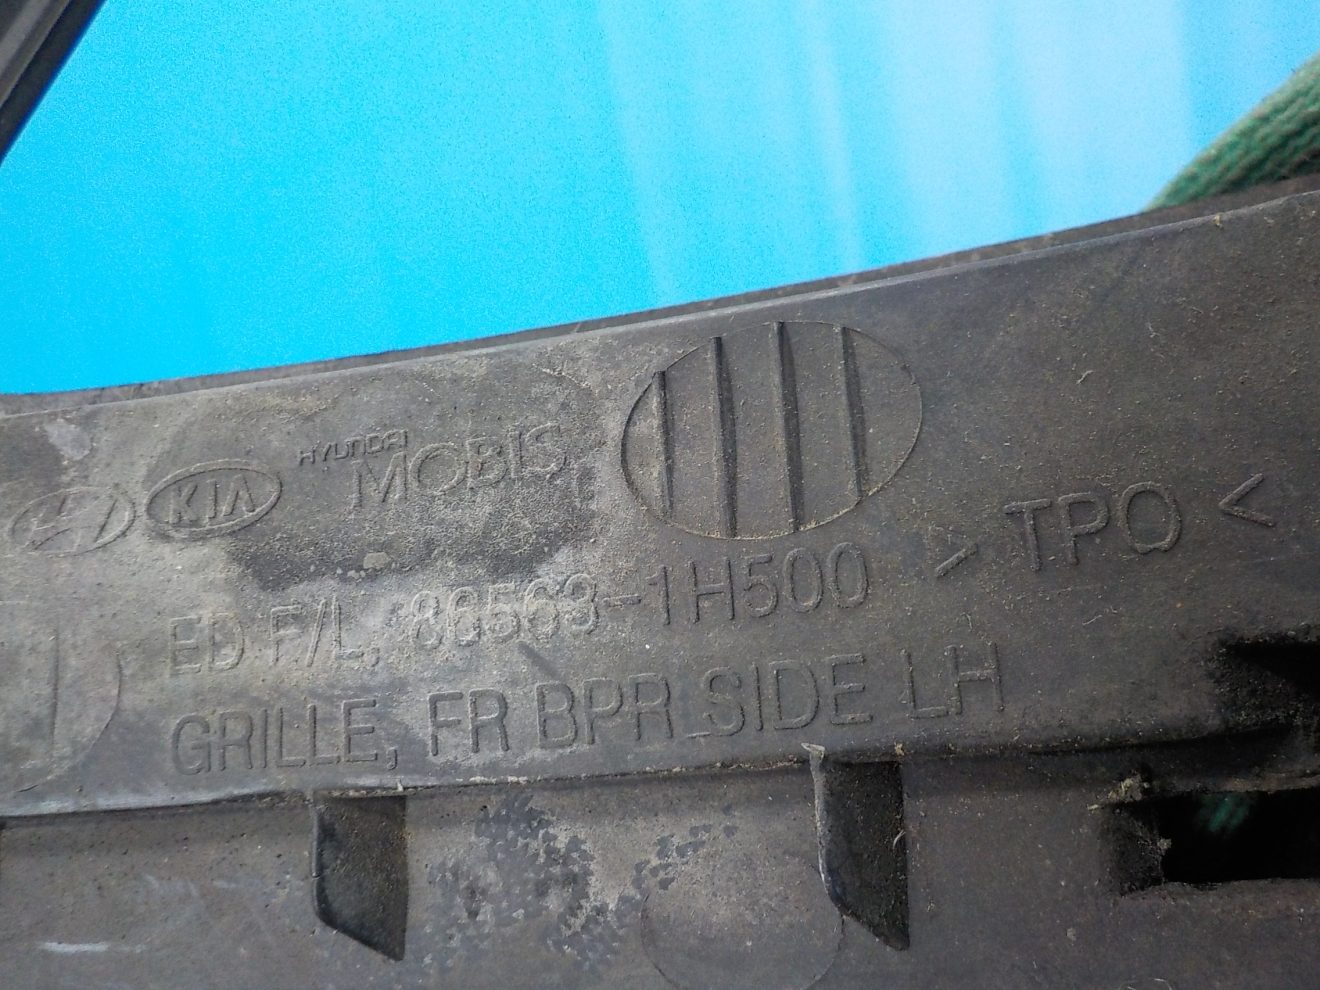 KIA HYUNDAI MOBIS
>TPO<
ED F/L, 86563-1H500
GRILLE, FR BPR SIDE LH